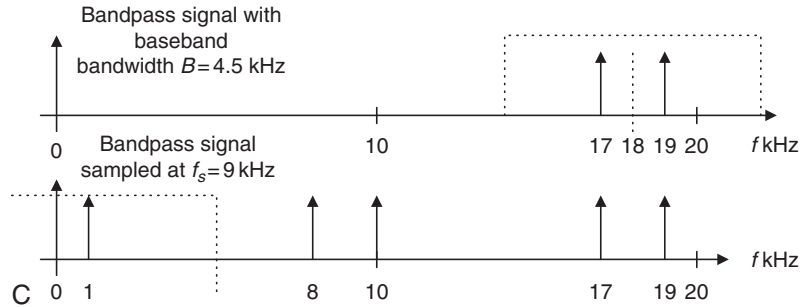 Bandpass signal with
baseband
bandwidth B=4.5 kHz
0 10 17 18 19 20 f kHz
Bandpass signal
sampled at fs=9 kHz
f kHz
C 0 1 8 10 17 19 20